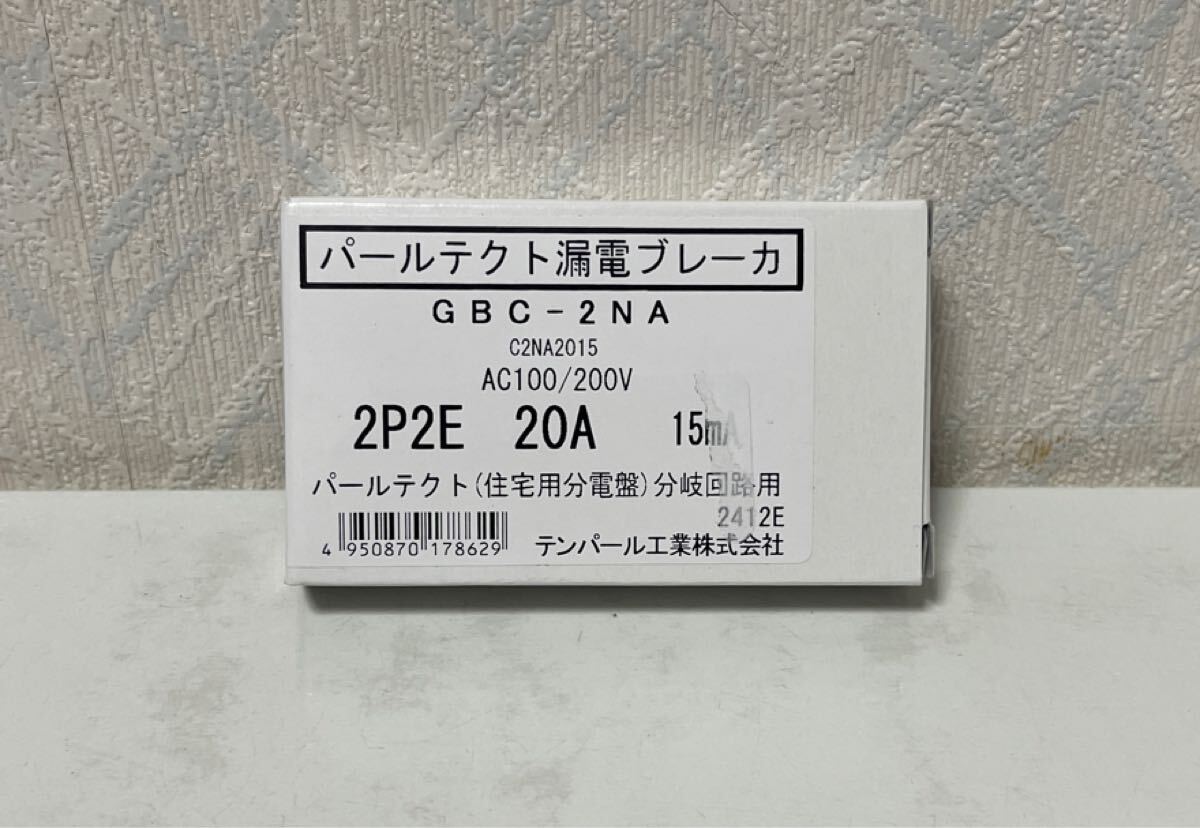 パールテクト漏電ブレーカ
GBC-2NA
C2NA2015
AC100/200V
2P2E 20A 15mA
パールテクト(住宅用分電盤)分岐回路用
2412E
4 950870 178629 テンパール工業株式会社